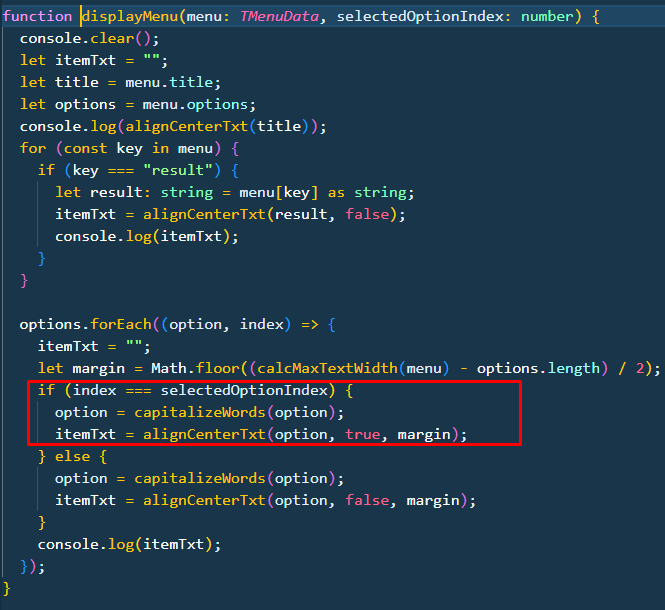 function displayMenu(menu: TMenuData, selectedOptionIndex: number) {
  console.clear();
  let itemTxt = "";
  let title = menu.title;
  let options = menu.options;
  console.log(alignCenterTxt(title));
  for (const key in menu) {
    if (key === "result") {
      let result: string = menu[key] as string;
      itemTxt = alignCenterTxt(result, false);
      console.log(itemTxt);
    }
  }

  options.forEach((option, index) => {
    itemTxt = "";
    let margin = Math.floor((calcMaxTextWidth(menu) - options.length) / 2);
    if (index === selectedOptionIndex) {
      option = capitalizeWords(option);
      itemTxt = alignCenterTxt(option, true, margin);
    } else {
      option = capitalizeWords(option);
      itemTxt = alignCenterTxt(option, false, margin);
    }
    console.log(itemTxt);
  });
}